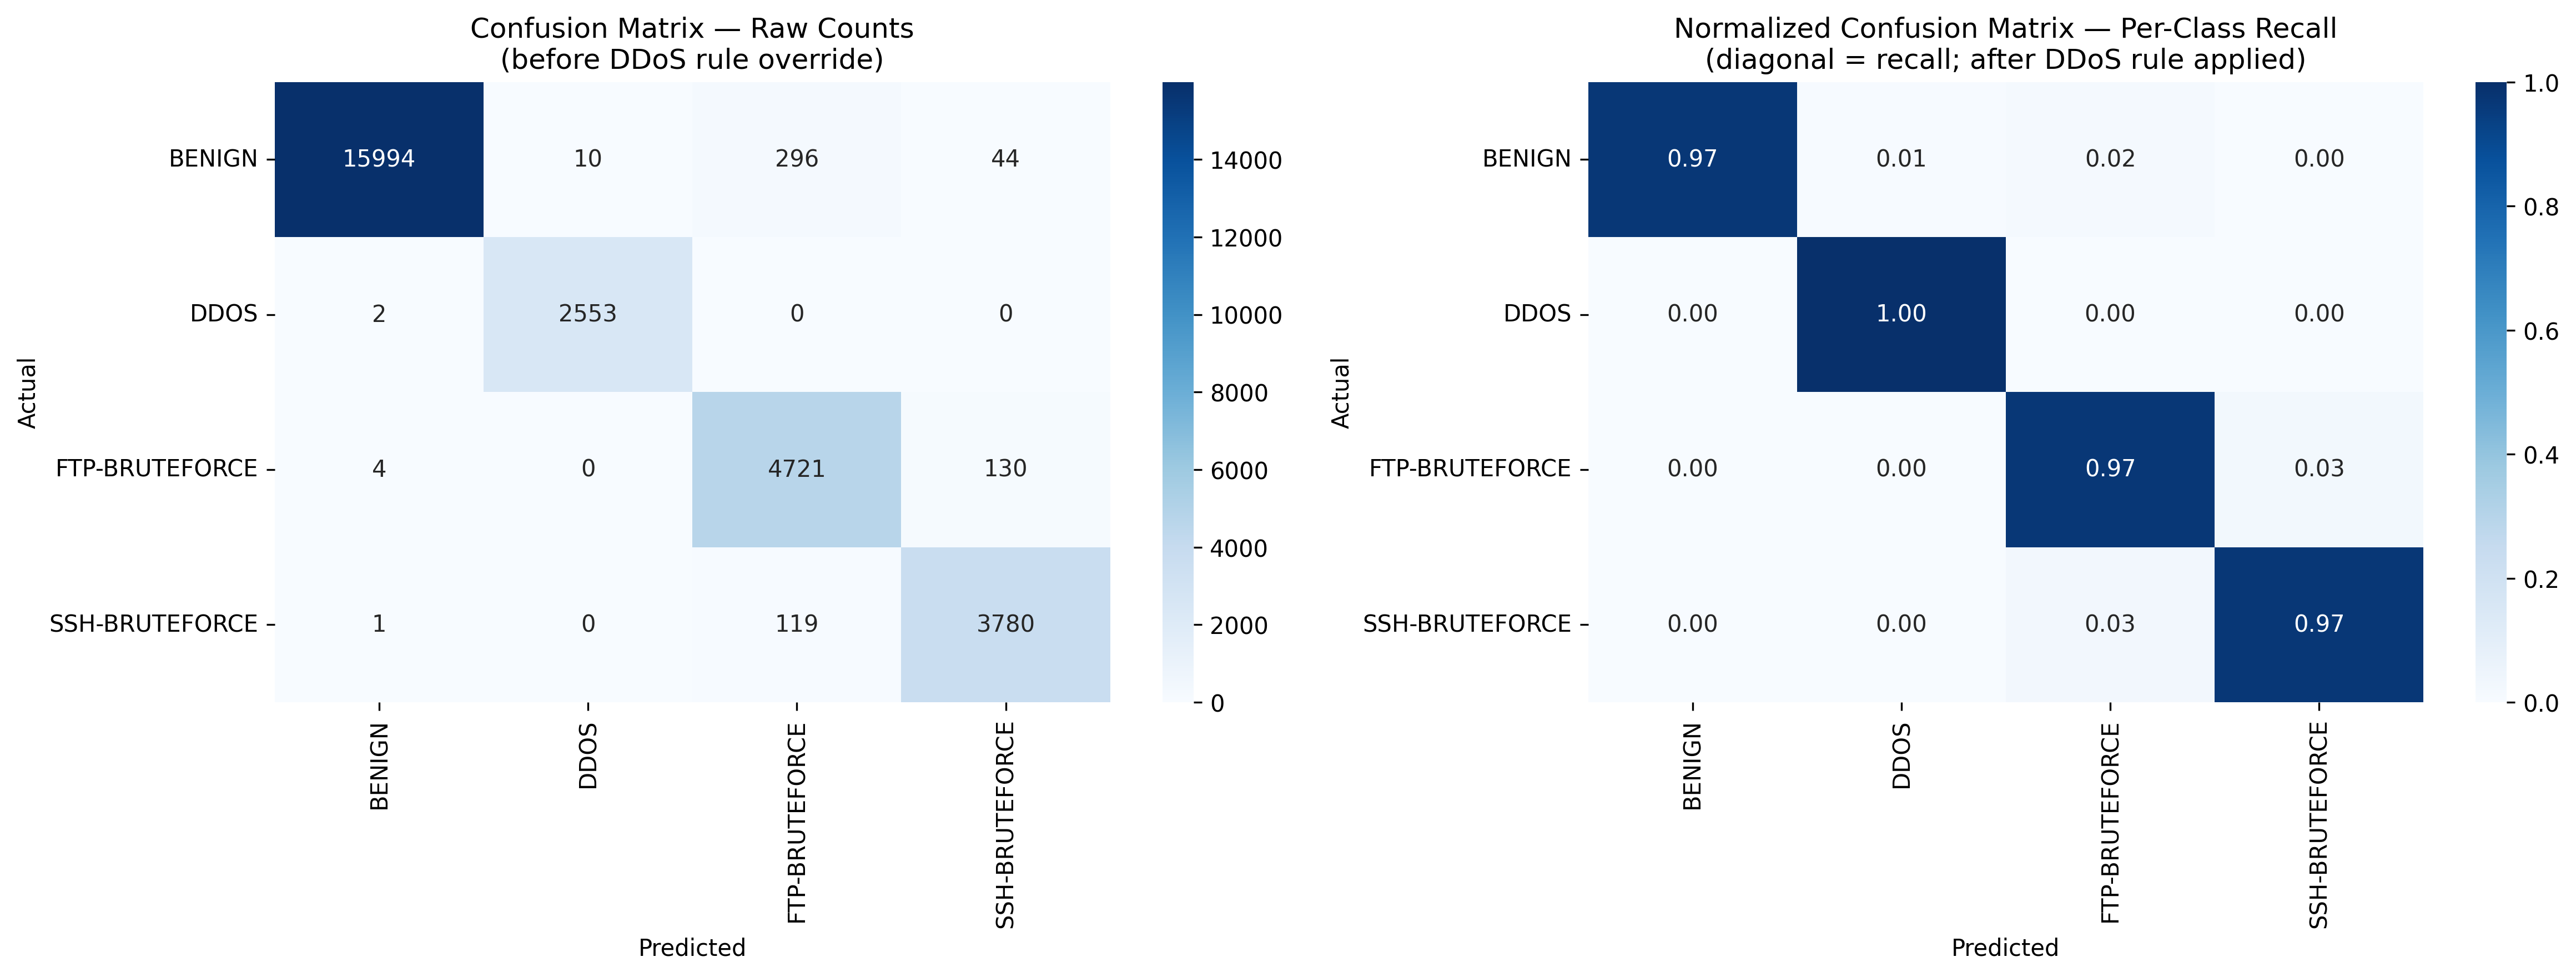 Confusion Matrix — Raw Counts
(before DDoS rule override)
Actual
BENIGN
15994 10 296 44
DDOS
2 2553 0 0
FTP-BRUTEFORCE
4 0 4721 130
SSH-BRUTEFORCE
1 0 119 3780
BENIGN
DDOS
FTP-BRUTEFORCE
SSH-BRUTEFORCE
Predicted
14000
12000
10000
8000
6000
4000
2000
0
Normalized Confusion Matrix — Per-Class Recall
(diagonal = recall; after DDoS rule applied)
Actual
BENIGN
0.97 0.01 0.02 0.00
DDOS
0.00 1.00 0.00 0.00
FTP-BRUTEFORCE
0.00 0.00 0.97 0.03
SSH-BRUTEFORCE
0.00 0.00 0.03 0.97
BENIGN
DDOS
FTP-BRUTEFORCE
SSH-BRUTEFORCE
Predicted
1.0
0.8
0.6
0.4
0.2
0.0